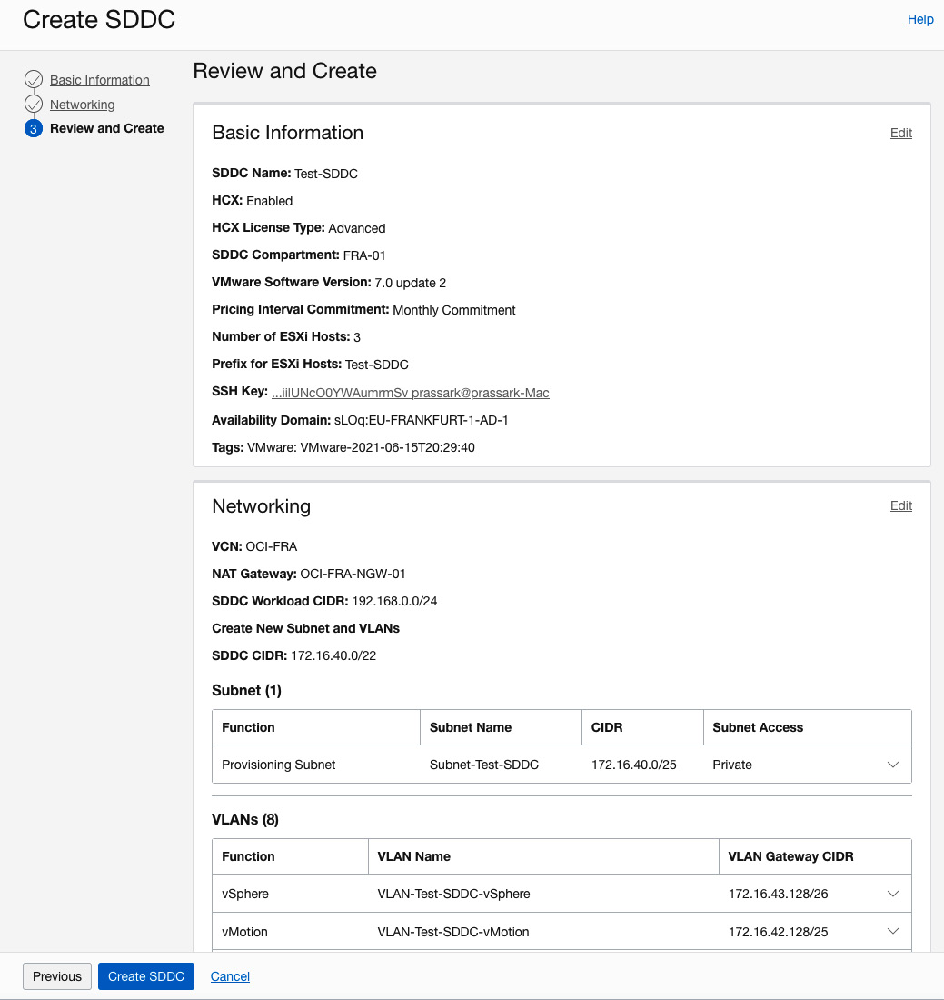 Create SDDC
Help
Basic Information
Networking
3 Review and Create
Review and Create
Basic Information
Edit
SDDC Name: Test-SDDC
HCX: Enabled
HCX License Type: Advanced
SDDC Compartment: FRA-01
VMware Software Version: 7.0 update 2
Pricing Interval Commitment: Monthly Commitment
Number of ESXi Hosts: 3
Prefix for ESXi Hosts: Test-SDDC
SSH Key: ...iilUNcO0YWAumrmSv prassark@prassark-Mac
Availability Domain: sLOq:EU-FRANKFURT-1-AD-1
Tags: VMware: VMware-2021-06-15T20:29:40
Networking
Edit
VCN: OCI-FRA
NAT Gateway: OCI-FRA-NGW-01
SDDC Workload CIDR: 192.168.0.0/24
Create New Subnet and VLANs
SDDC CIDR: 172.16.40.0/22
Subnet (1)
Function Subnet Name CIDR Subnet Access
Provisioning Subnet Subnet-Test-SDDC 172.16.40.0/25 Private
VLANs (8)
Function VLAN Name VLAN Gateway CIDR
vSphere VLAN-Test-SDDC-vSphere 172.16.43.128/26
vMotion VLAN-Test-SDDC-vMotion 172.16.42.128/25
Previous Create SDDC Cancel